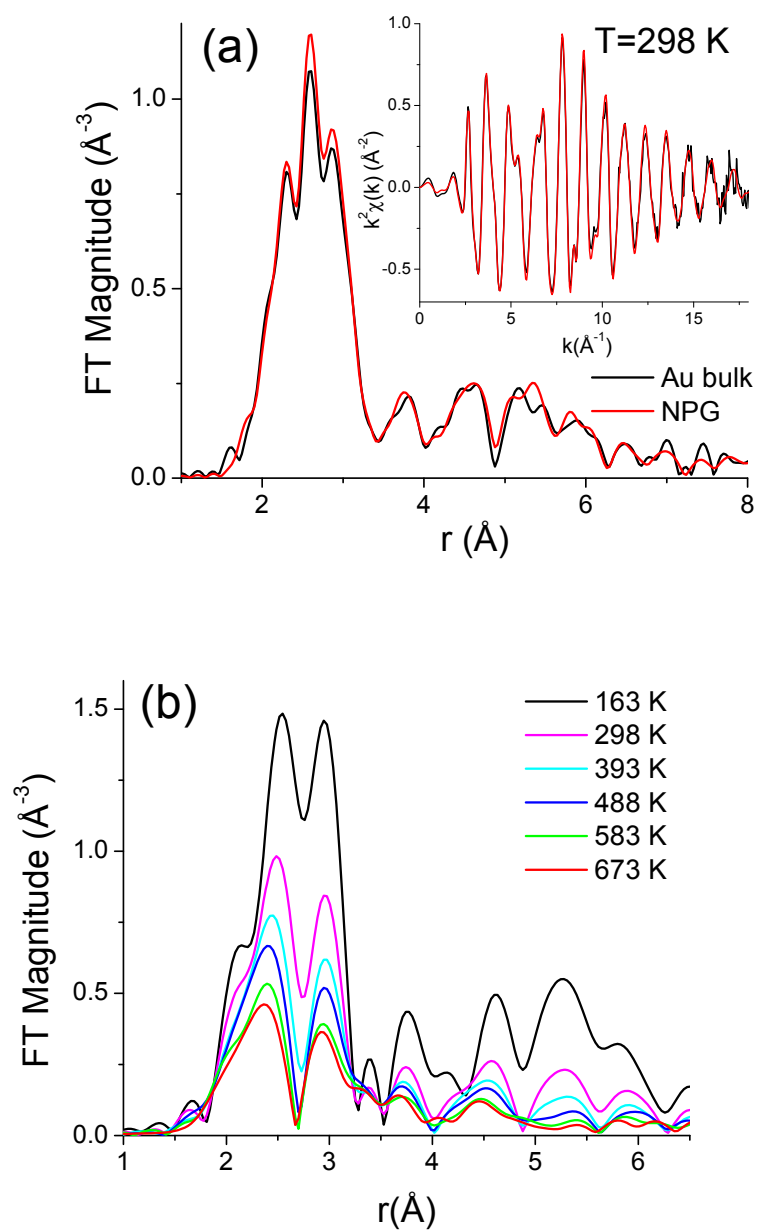 (a)
T=298 K
FT Magnitude (Å⁻³)
1.0
0.5
0.0
2
4
6
8
r (Å)
k²χ(k) (Å⁻²)
1.0
0.5
0.0
-0.5
0
5
10
15
k(Å⁻¹)
Au bulk
NPG
(b)
FT Magnitude (Å⁻³)
1.5
1.0
0.5
0.0
163 K
298 K
393 K
488 K
583 K
673 K
1
2
3
4
5
6
r(Å)